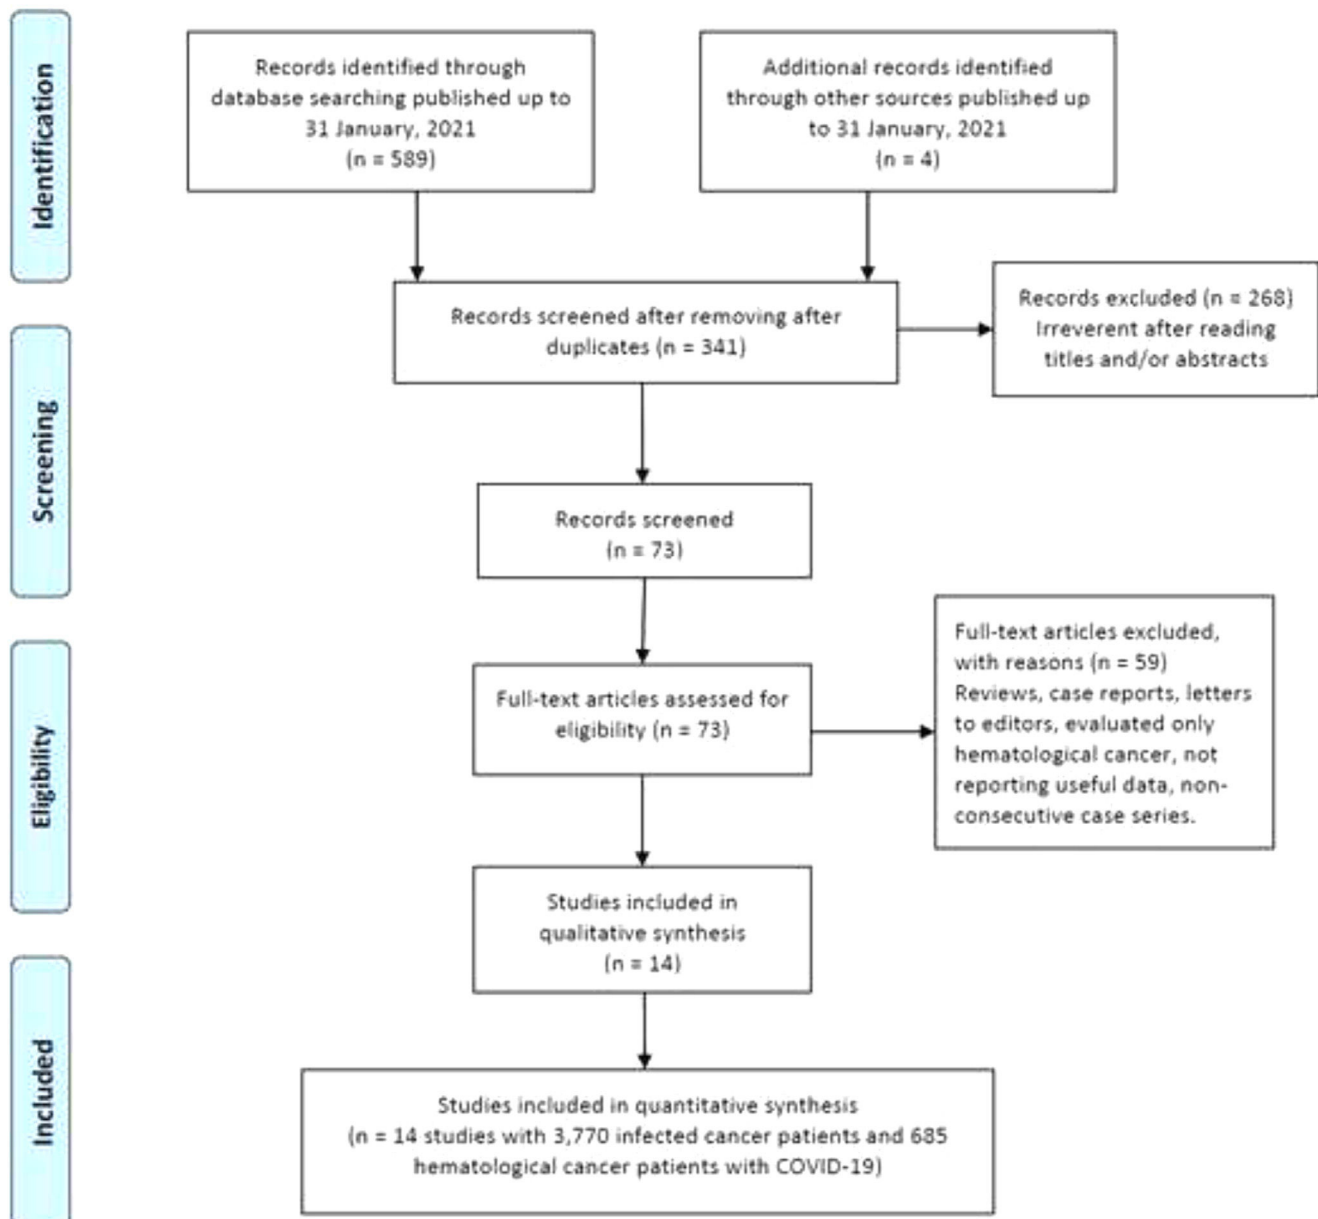 Identification
Records identified through
database searching published up to
31 January, 2021
(n = 589)
Additional records identified
through other sources published up
to 31 January, 2021
(n = 4)
Records screened after removing after
duplicates (n = 341)
Records excluded (n = 268)
Irreverent after reading
titles and/or abstracts
Screening
Records screened
(n = 73)
Eligibility
Full-text articles assessed for
eligibility (n = 73)
Full-text articles excluded,
with reasons (n = 59)
Reviews, case reports, letters
to editors, evaluated only
hematological cancer, not
reporting useful data, non-
consecutive case series.
Studies included in
qualitative synthesis
(n = 14)
Included
Studies included in quantitative synthesis
(n = 14 studies with 3,770 infected cancer patients and 685
hematological cancer patients with COVID-19)